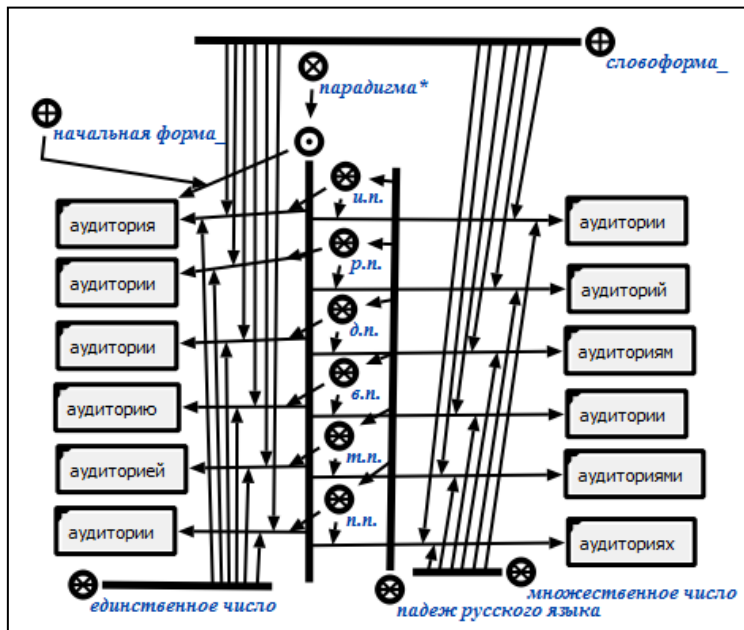 словоформа_
парадигма*
начальная форма_
и.п.
аудитория
аудитории
р.п.
аудитории
аудиторий
д.п.
аудитории
аудиториям
в.п.
аудиторию
аудитории
т.п.
аудиторией
аудиториями
п.п.
аудитории
аудиториях
единственное число
падеж русского языка
множественное число